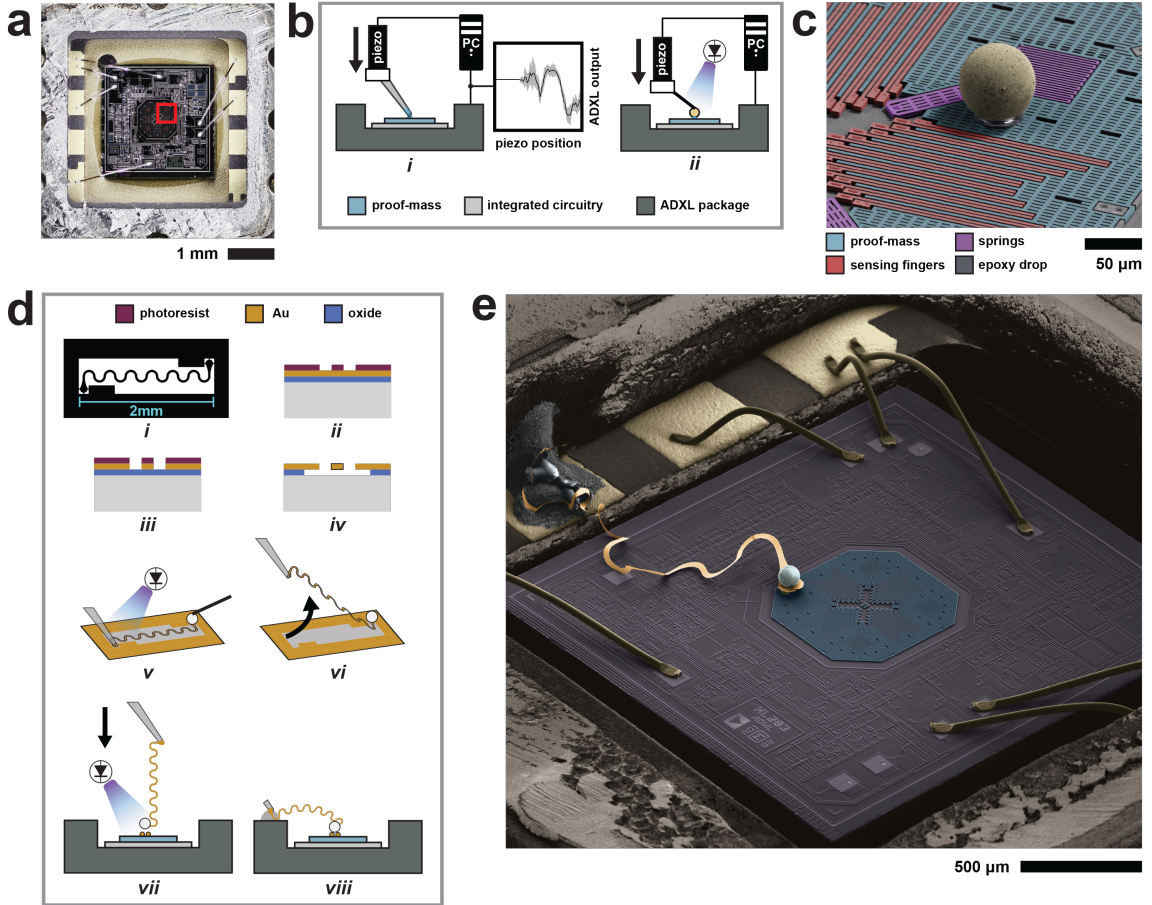 a
1 mm
b
piezo
PC
ADXL output
piezo position
i
piezo
PC
ii
proof-mass
integrated circuitry
ADXL package
c
proof-mass
springs
sensing fingers
epoxy drop
50 µm
d
photoresist
Au
oxide
2mm
i
ii
iii
iv
v
vi
vii
viii
e
500 µm